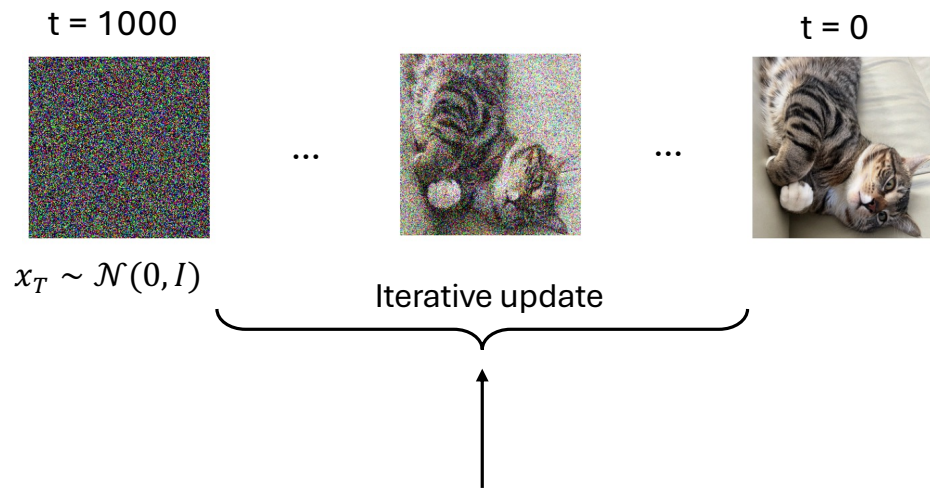 t = 1000
t = 0
...
...
x_T ∼ 𝒩(0, I)
Iterative update